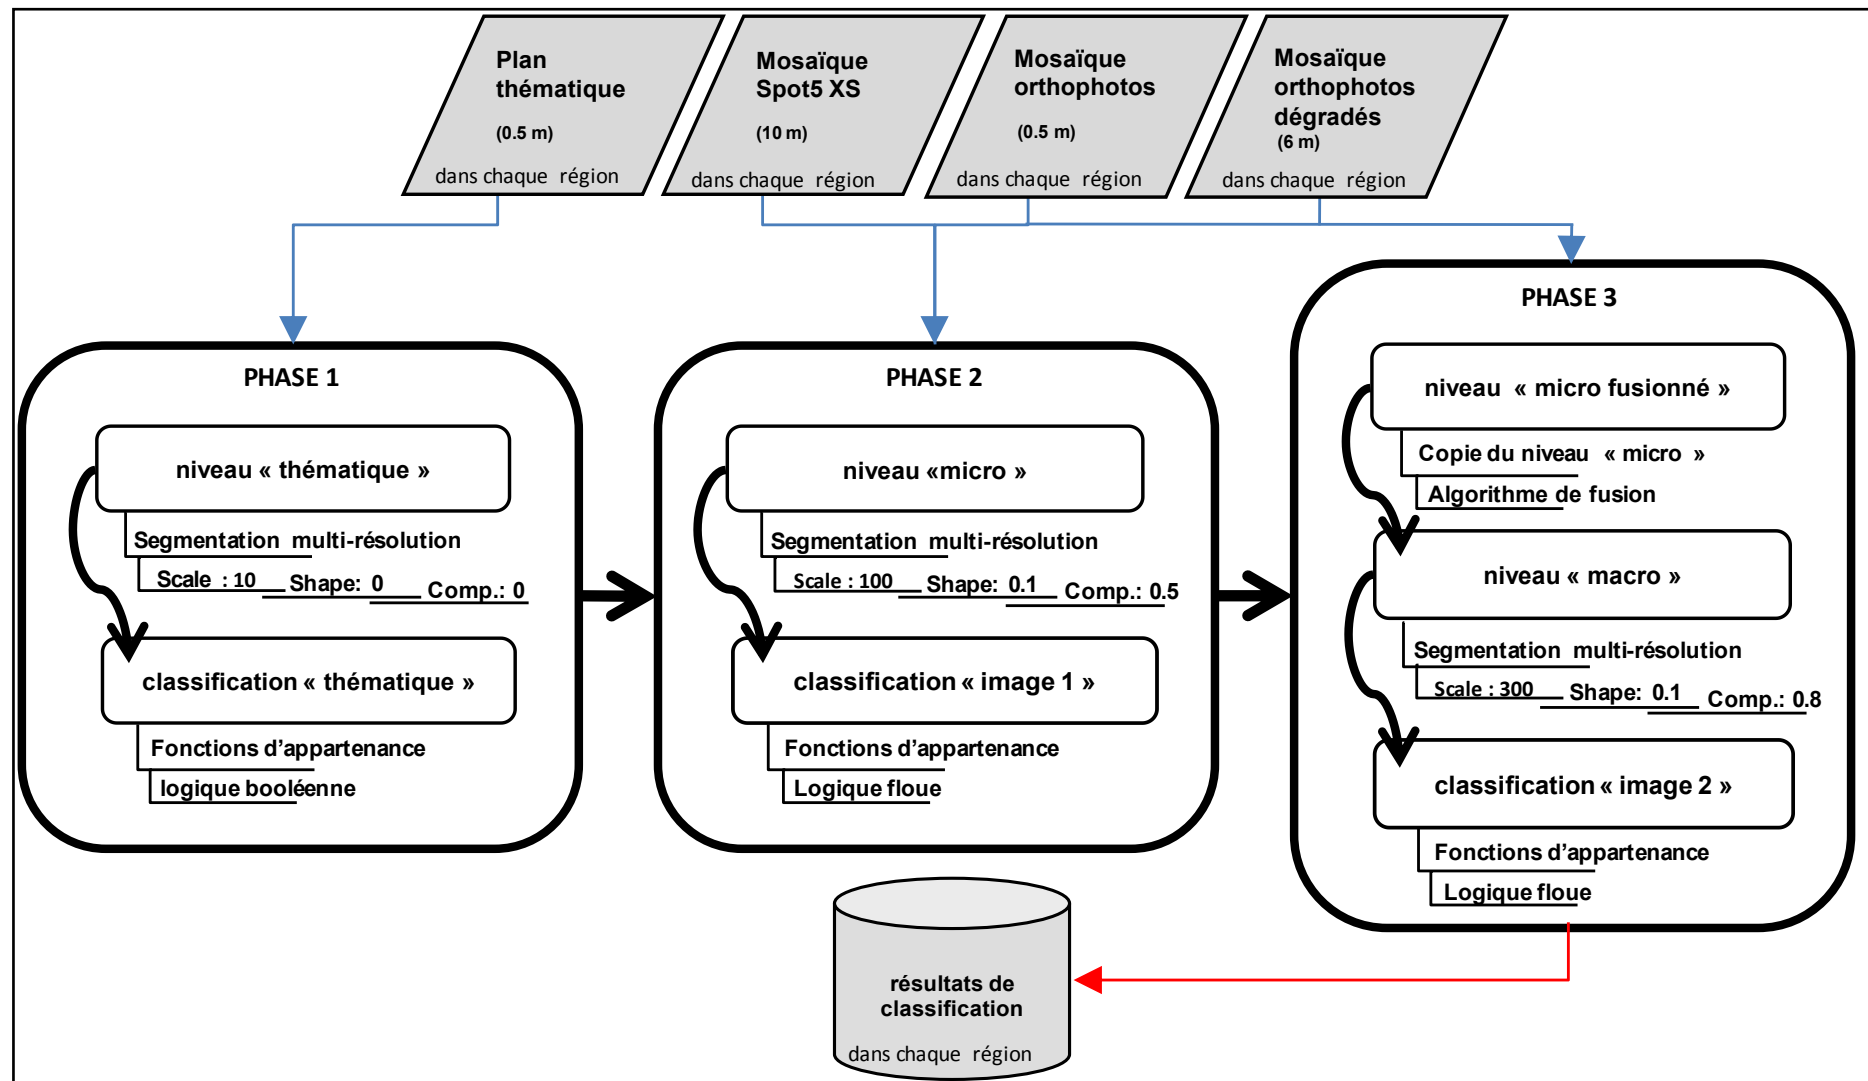 Plan
thématique
(0.5 m)
dans chaque région
Mosaïque
Spot5 XS
(10 m)
dans chaque région
Mosaïque
orthophotos
(0.5 m)
dans chaque région
Mosaïque
orthophotos
dégradés
(6 m)
dans chaque région
PHASE 1
niveau « thématique »
Segmentation multi-résolution
Scale : 10 Shape: 0 Comp.: 0
classification « thématique »
Fonctions d’appartenance
logique booléenne
PHASE 2
niveau «micro »
Segmentation multi-résolution
Scale : 100 Shape: 0.1 Comp.: 0.5
classification « image 1 »
Fonctions d’appartenance
Logique floue
PHASE 3
niveau « micro fusionné »
Copie du niveau « micro »
Algorithme de fusion
niveau « macro »
Segmentation multi-résolution
Scale : 300 Shape: 0.1 Comp.: 0.8
classification « image 2 »
Fonctions d’appartenance
Logique floue
résultats de
classification
dans chaque région